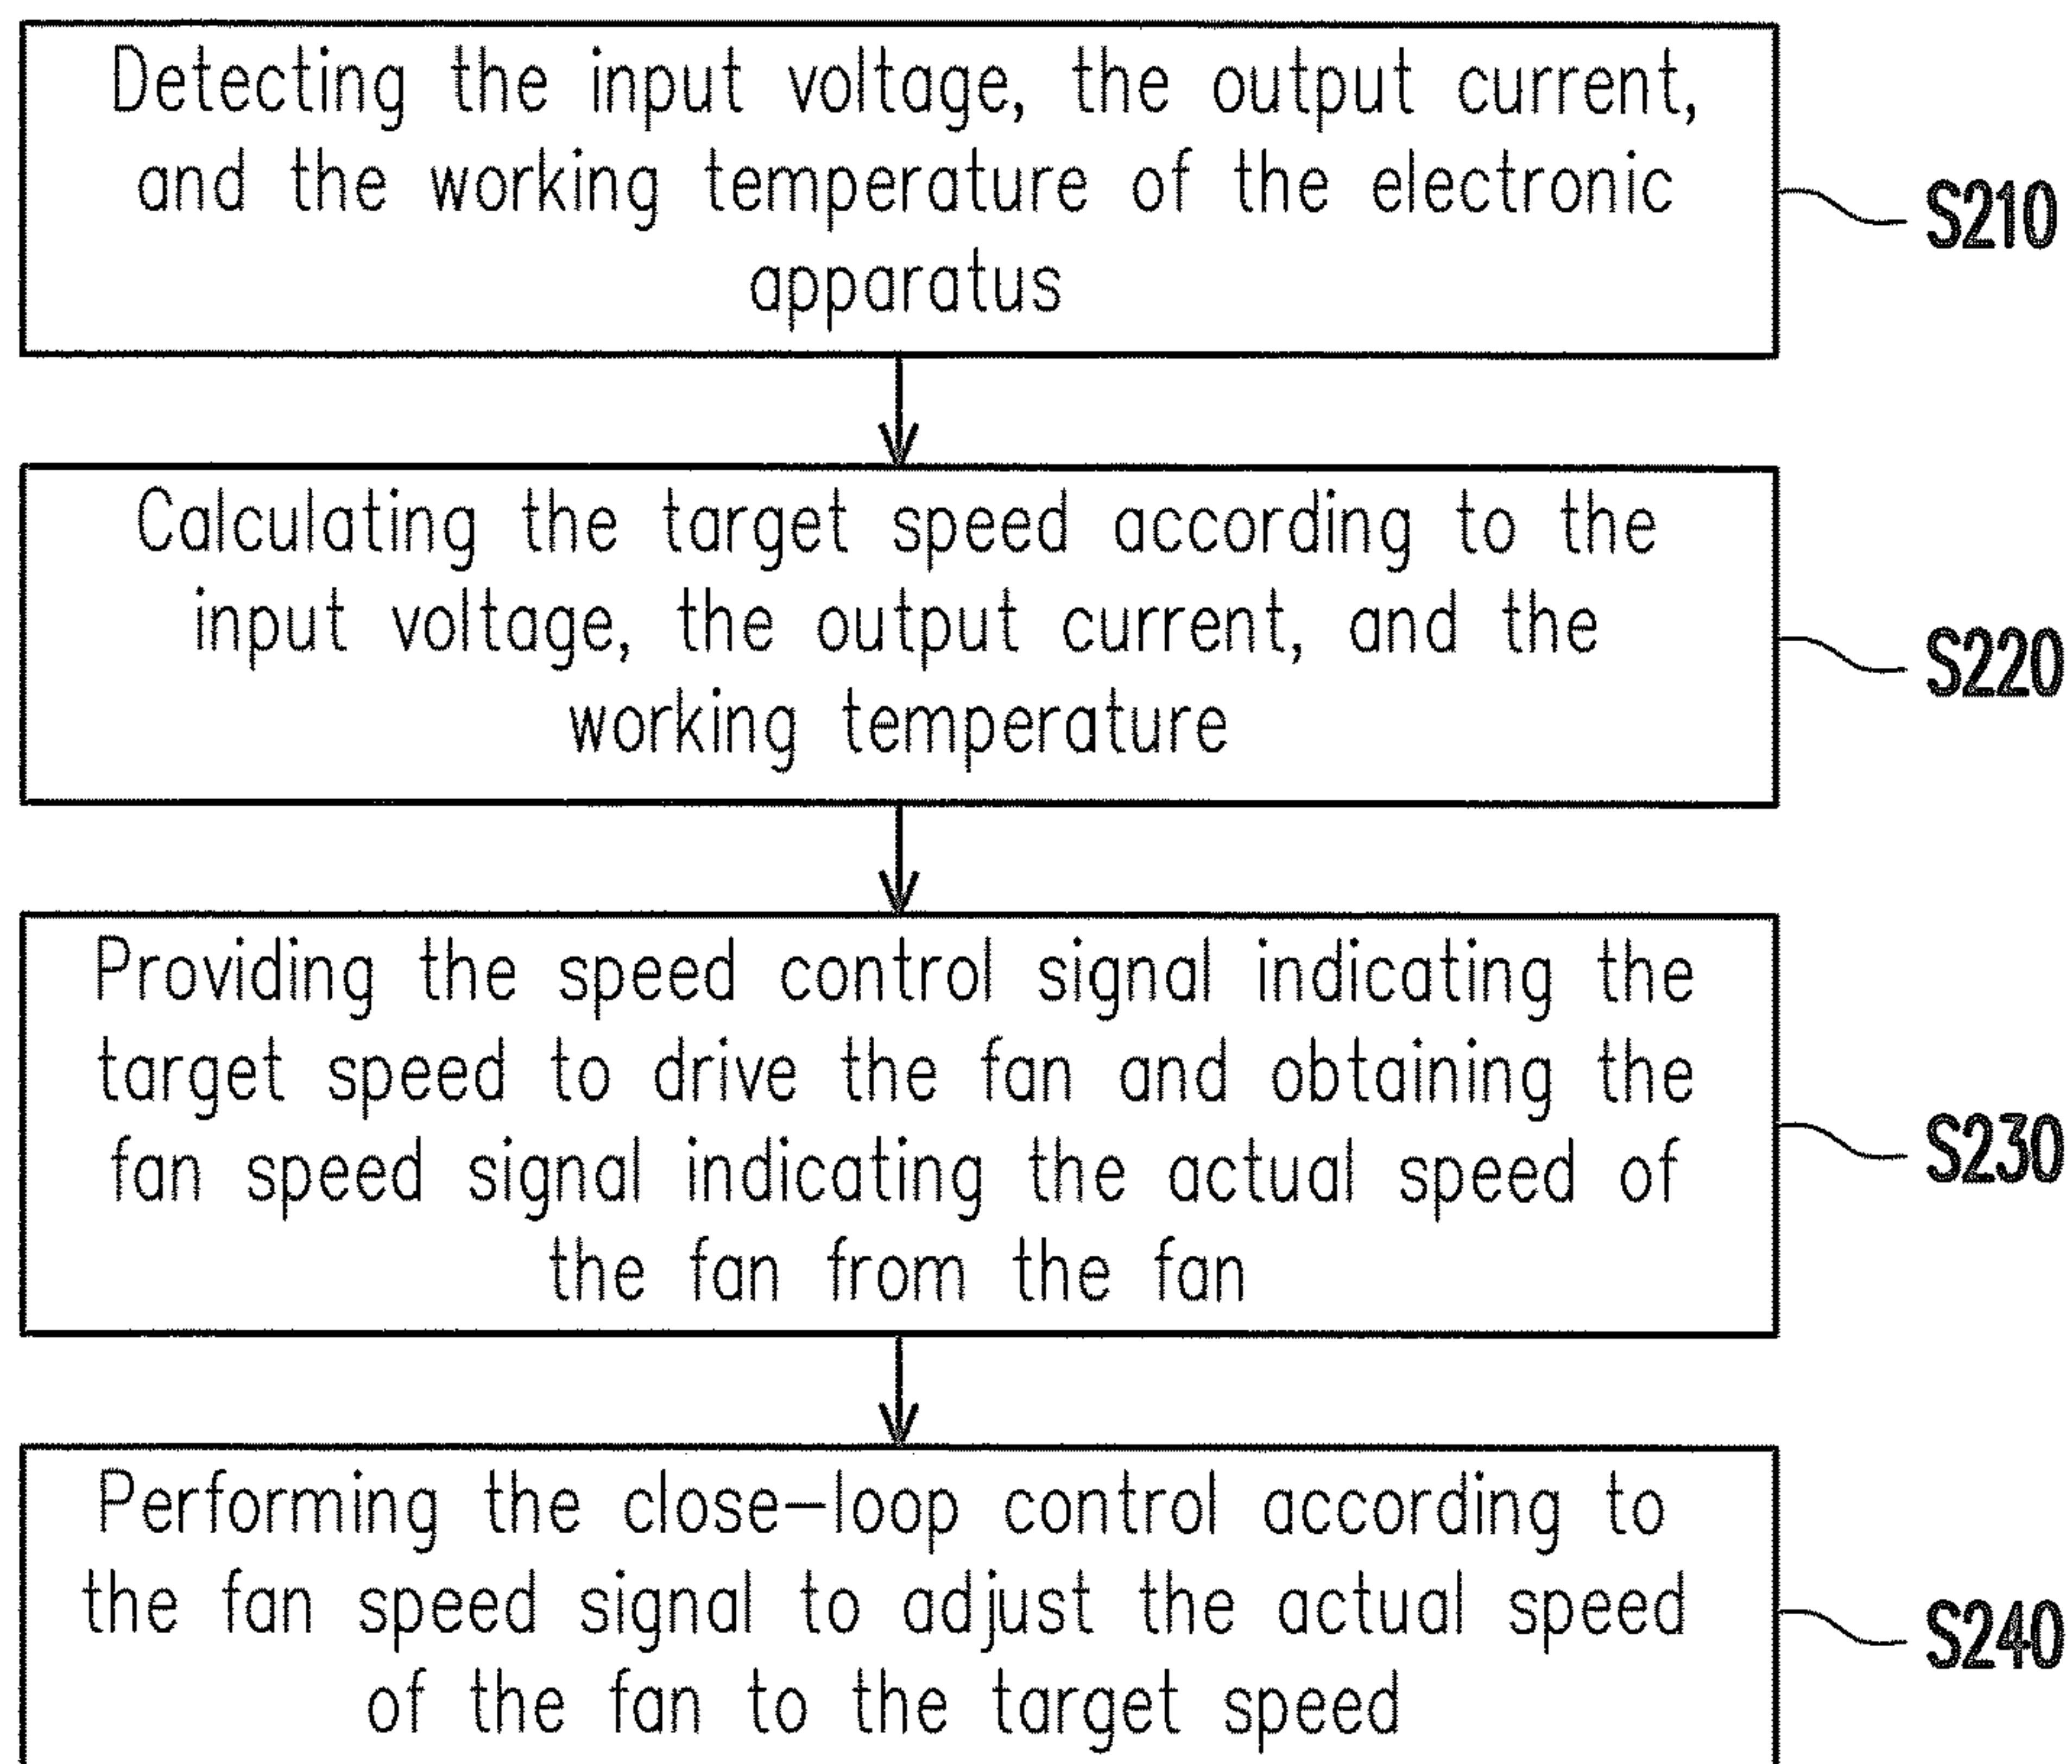 Detecting the input voltage, the output current,
and the working temperature of the electronic
apparatus
S210
Calculating the target speed according to the
input voltage, the output current, and the
working temperature
S220
Providing the speed control signal indicating the
target speed to drive the fan and obtaining the
fan speed signal indicating the actual speed of
the fan from the fan
S230
Performing the close-loop control according to
the fan speed signal to adjust the actual speed
of the fan to the target speed
S240